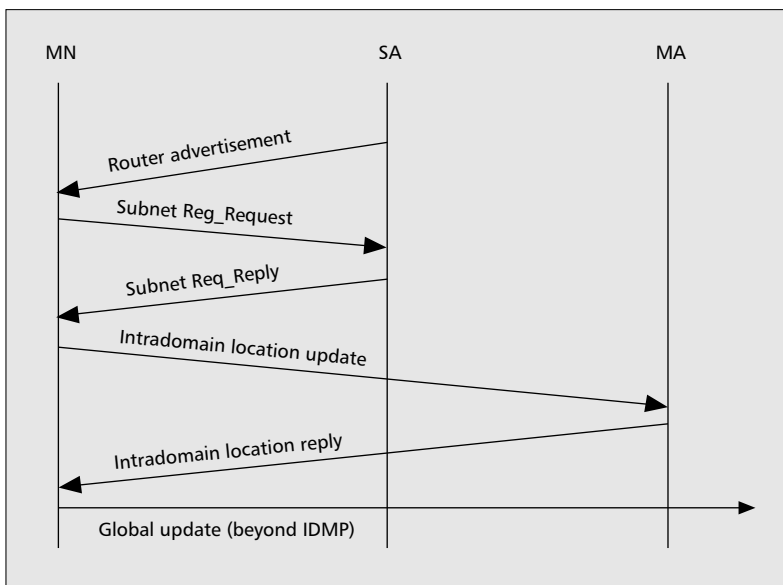 MN
SA
MA
Router advertisement
Subnet Reg_Request
Subnet Req_Reply
Intradomain location update
Intradomain location reply
Global update (beyond IDMP)